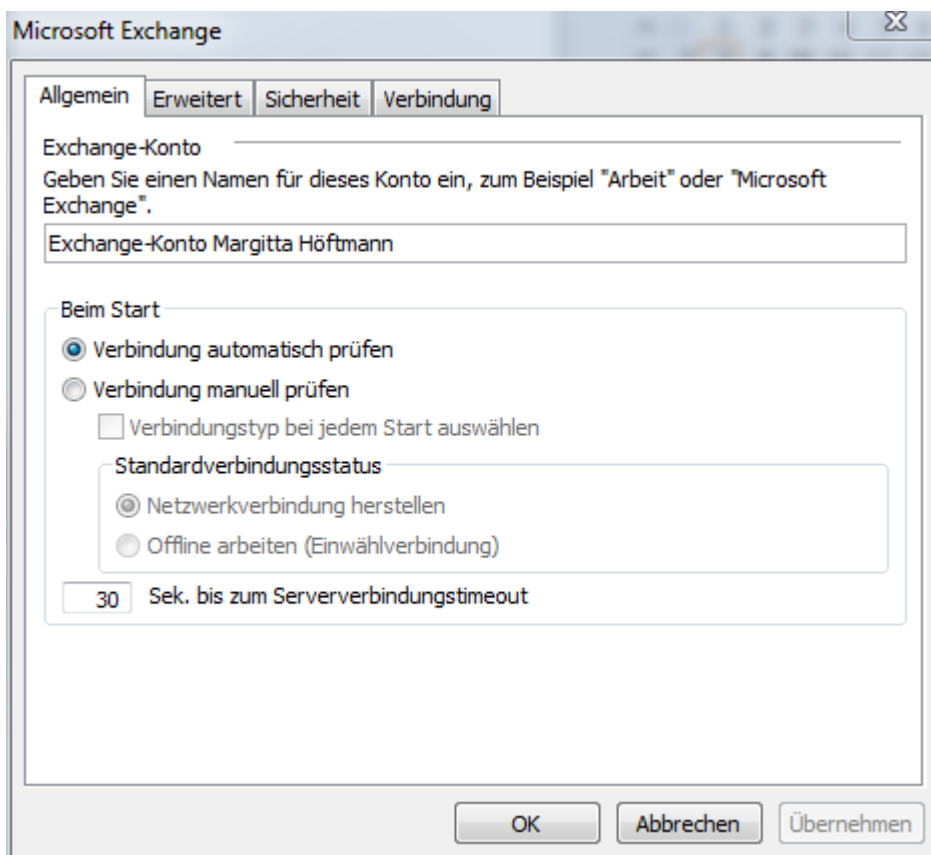 Microsoft Exchange
Allgemein Erweitert Sicherheit Verbindung
Exchange-Konto
Geben Sie einen Namen für dieses Konto ein, zum Beispiel "Arbeit" oder "Microsoft
Exchange".
Exchange-Konto Margitta Höftmann
Beim Start
Verbindung automatisch prüfen
Verbindung manuell prüfen
Verbindungstyp bei jedem Start auswählen
Standardverbindungsstatus
Netzwerkverbindung herstellen
Offline arbeiten (Einwählverbindung)
30 Sek. bis zum Serververbindungstimeout
OK Abbrechen Übernehmen